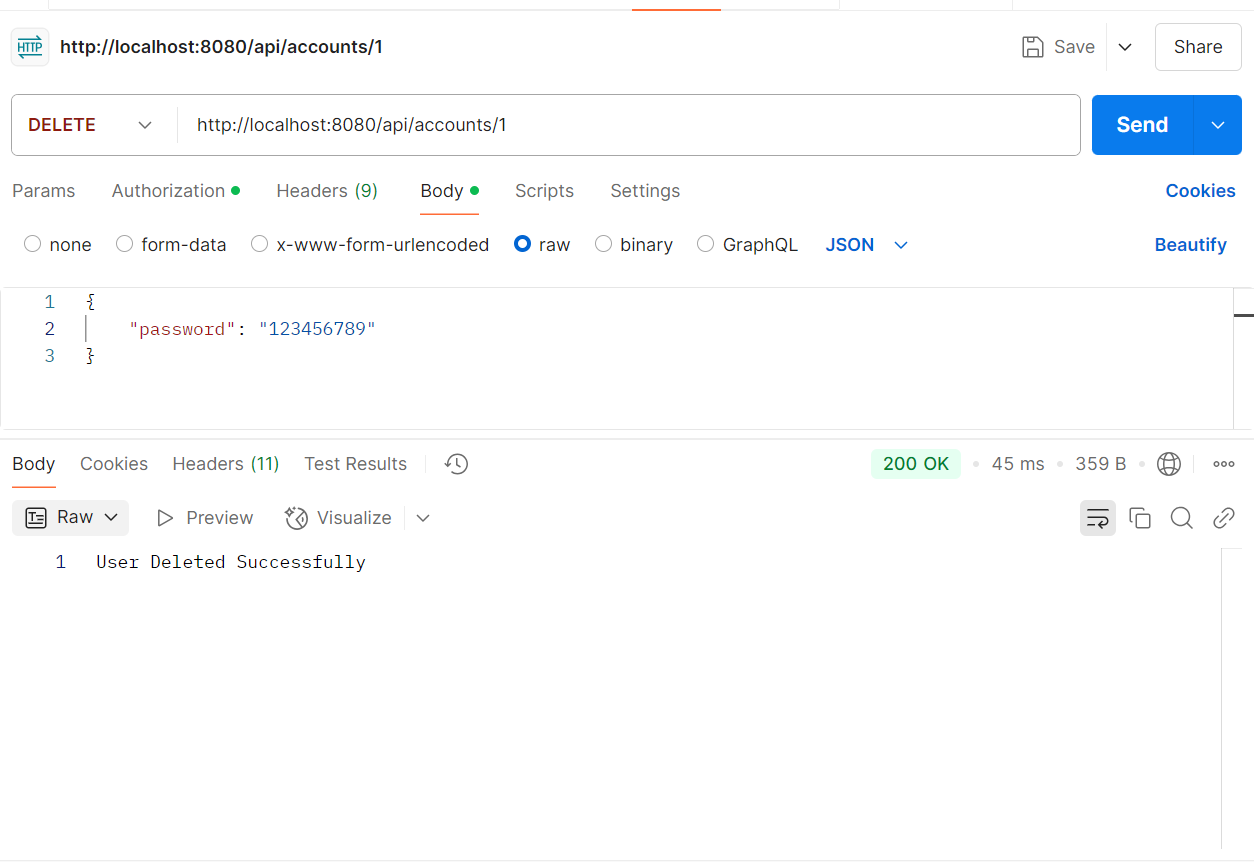 HTTP http://localhost:8080/api/accounts/1 Save Share
DELETE http://localhost:8080/api/accounts/1 Send
Params Authorization Headers (9) Body Scripts Settings Cookies
none form-data x-www-form-urlencoded raw binary GraphQL JSON Beautify
1 {
2 "password": "123456789"
3 }
Body Cookies Headers (11) Test Results 200 OK 45 ms 359 B
Raw Preview Visualize
1 User Deleted Successfully